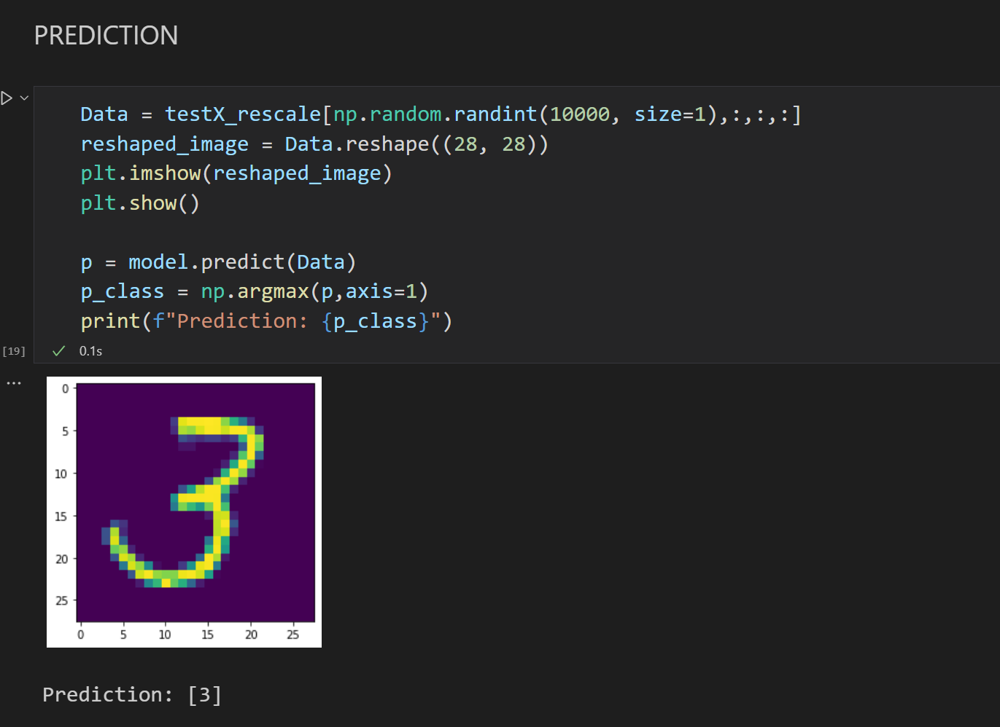 PREDICTION
Data = testX_rescale[np.random.randint(10000, size=1),:,:,:]
reshaped_image = Data.reshape((28, 28))
plt.imshow(reshaped_image)
plt.show()
p = model.predict(Data)
p_class = np.argmax(p,axis=1)
print(f"Prediction: {p_class}")
[19] 0.1s
...
0
5
10
15
20
25
0 5 10 15 20 25
3
Prediction: [3]